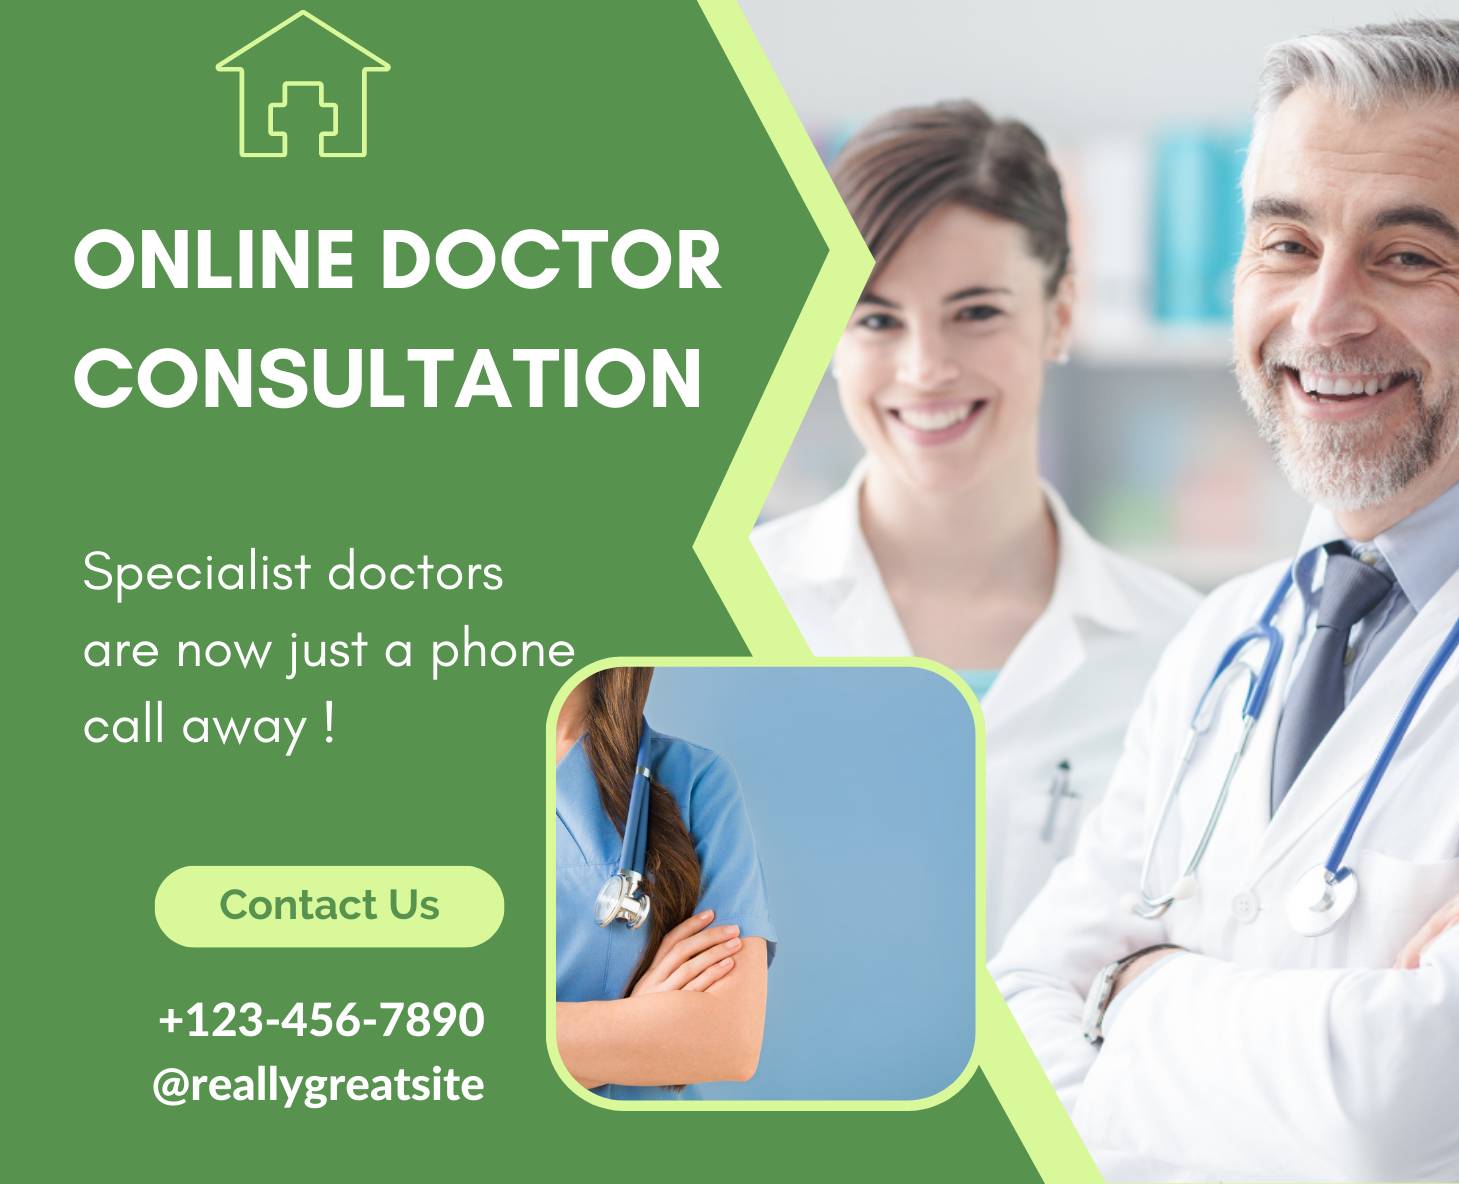 ONLINE DOCTOR
CONSULTATION
Specialist doctors
are now just a phone
call away !
Contact Us
+123-456-7890
@reallygreatsite